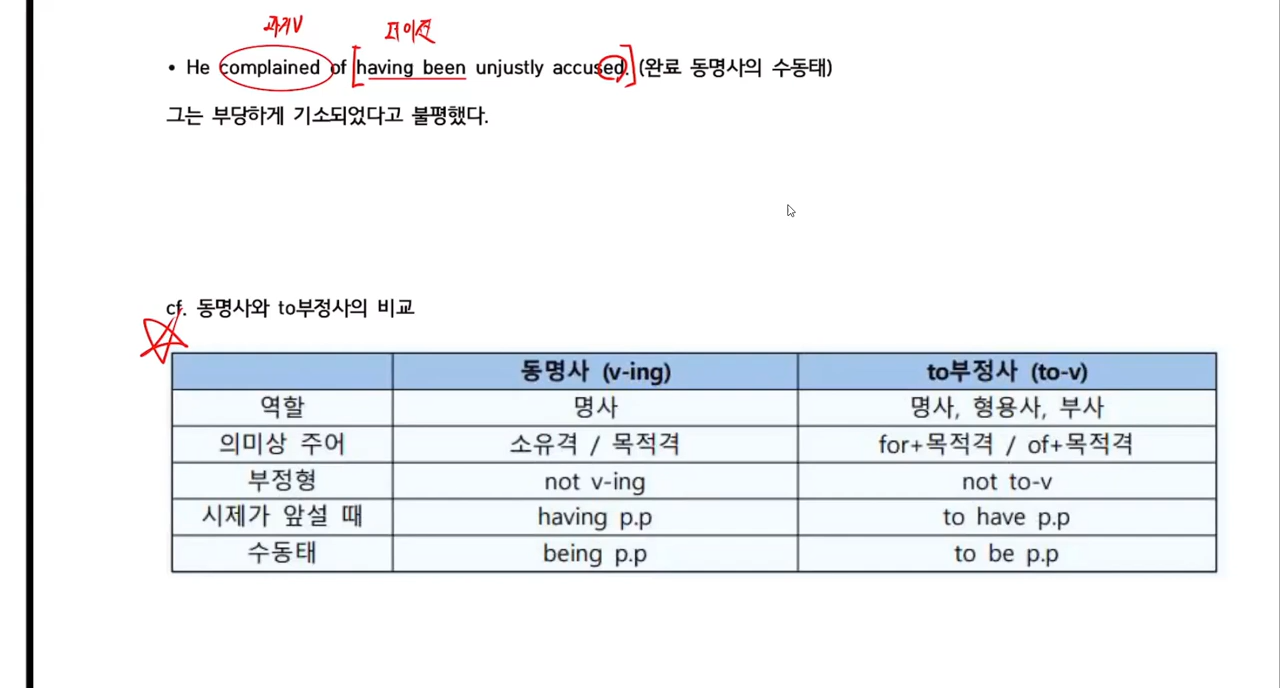 과거V 더이전
• He complained of [having been unjustly accused.] (완료 동명사의 수동태)
그는 부당하게 기소되었다고 불평했다.
cf. 동명사와 to부정사의 비교
동명사 (v-ing) to부정사 (to-v)
역할 명사 명사, 형용사, 부사
의미상 주어 소유격 / 목적격 for+목적격 / of+목적격
부정형 not v-ing not to-v
시제가 앞설 때 having p.p to have p.p
수동태 being p.p to be p.p